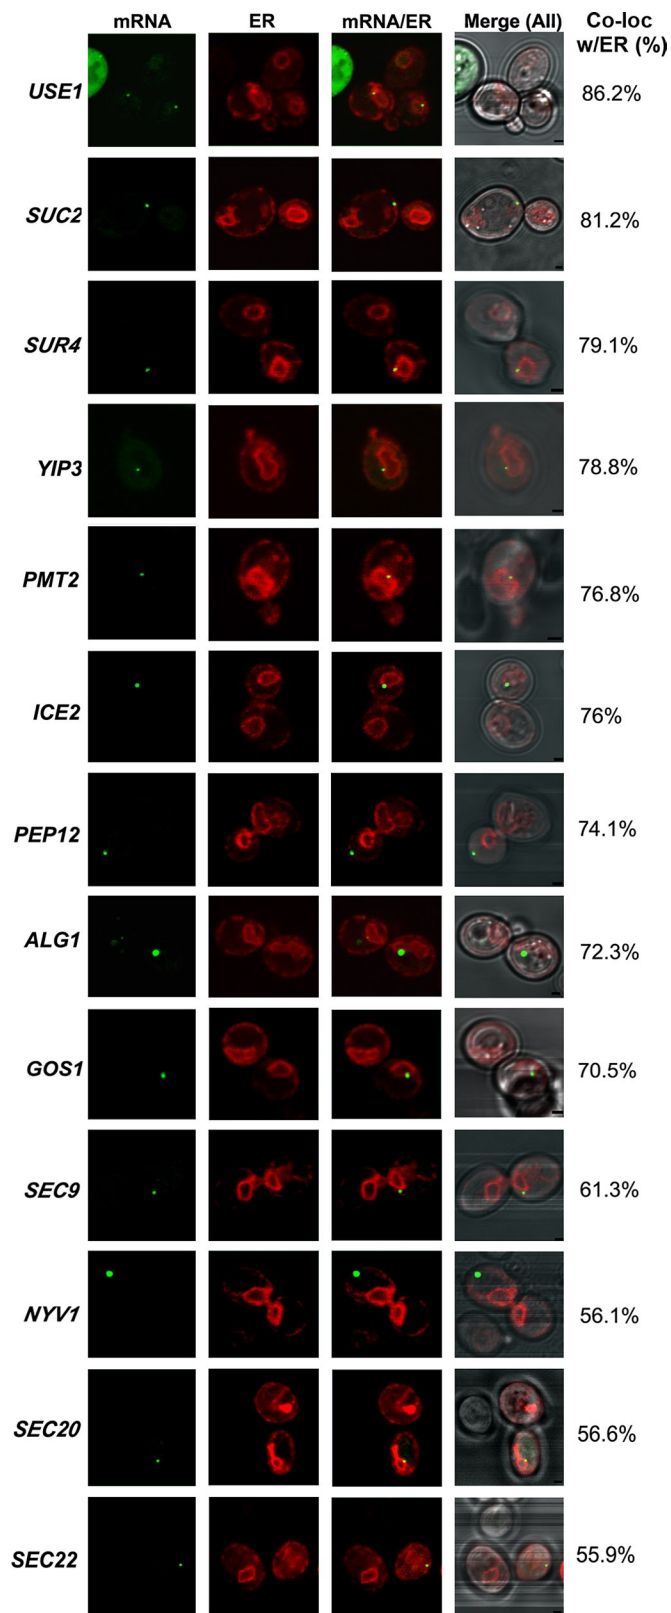 mRNA ER mRNA/ER Merge (All) Co-loc
w/ER (%)
USE1 86.2%
SUC2 81.2%
SUR4 79.1%
YIP3 78.8%
PMT2 76.8%
ICE2 76%
PEP12 74.1%
ALG1 72.3%
GOS1 70.5%
SEC9 61.3%
NYV1 56.1%
SEC20 56.6%
SEC22 55.9%